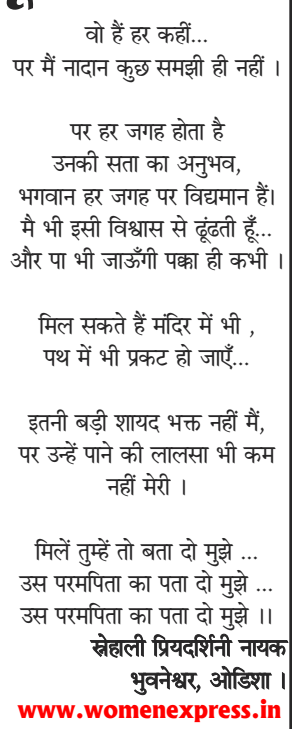 वो हैं हर कहीं...
पर मैं नादान कुछ समझी ही नहीं ।
पर हर जगह होता है
उनकी सता का अनुभव,
भगवान हर जगह पर विद्यमान हैं।
मै भी इसी विश्वास से ढूंढती हूँ...
और पा भी जाऊँगी पक्का ही कभी ।
मिल सकते हैं मंदिर में भी ,
पथ में भी प्रकट हो जाएँ...
इतनी बड़ी शायद भक्त नहीं मैं,
पर उन्हें पाने की लालसा भी कम
नहीं मेरी ।
मिलें तुम्हें तो बता दो मुझे ...
उस परमपिता का पता दो मुझे ...
उस परमपिता का पता दो मुझे ।।
स्नेहाली प्रियदर्शिनी नायक
भुवनेश्वर, ओडिशा ।
www.womenexpress.in